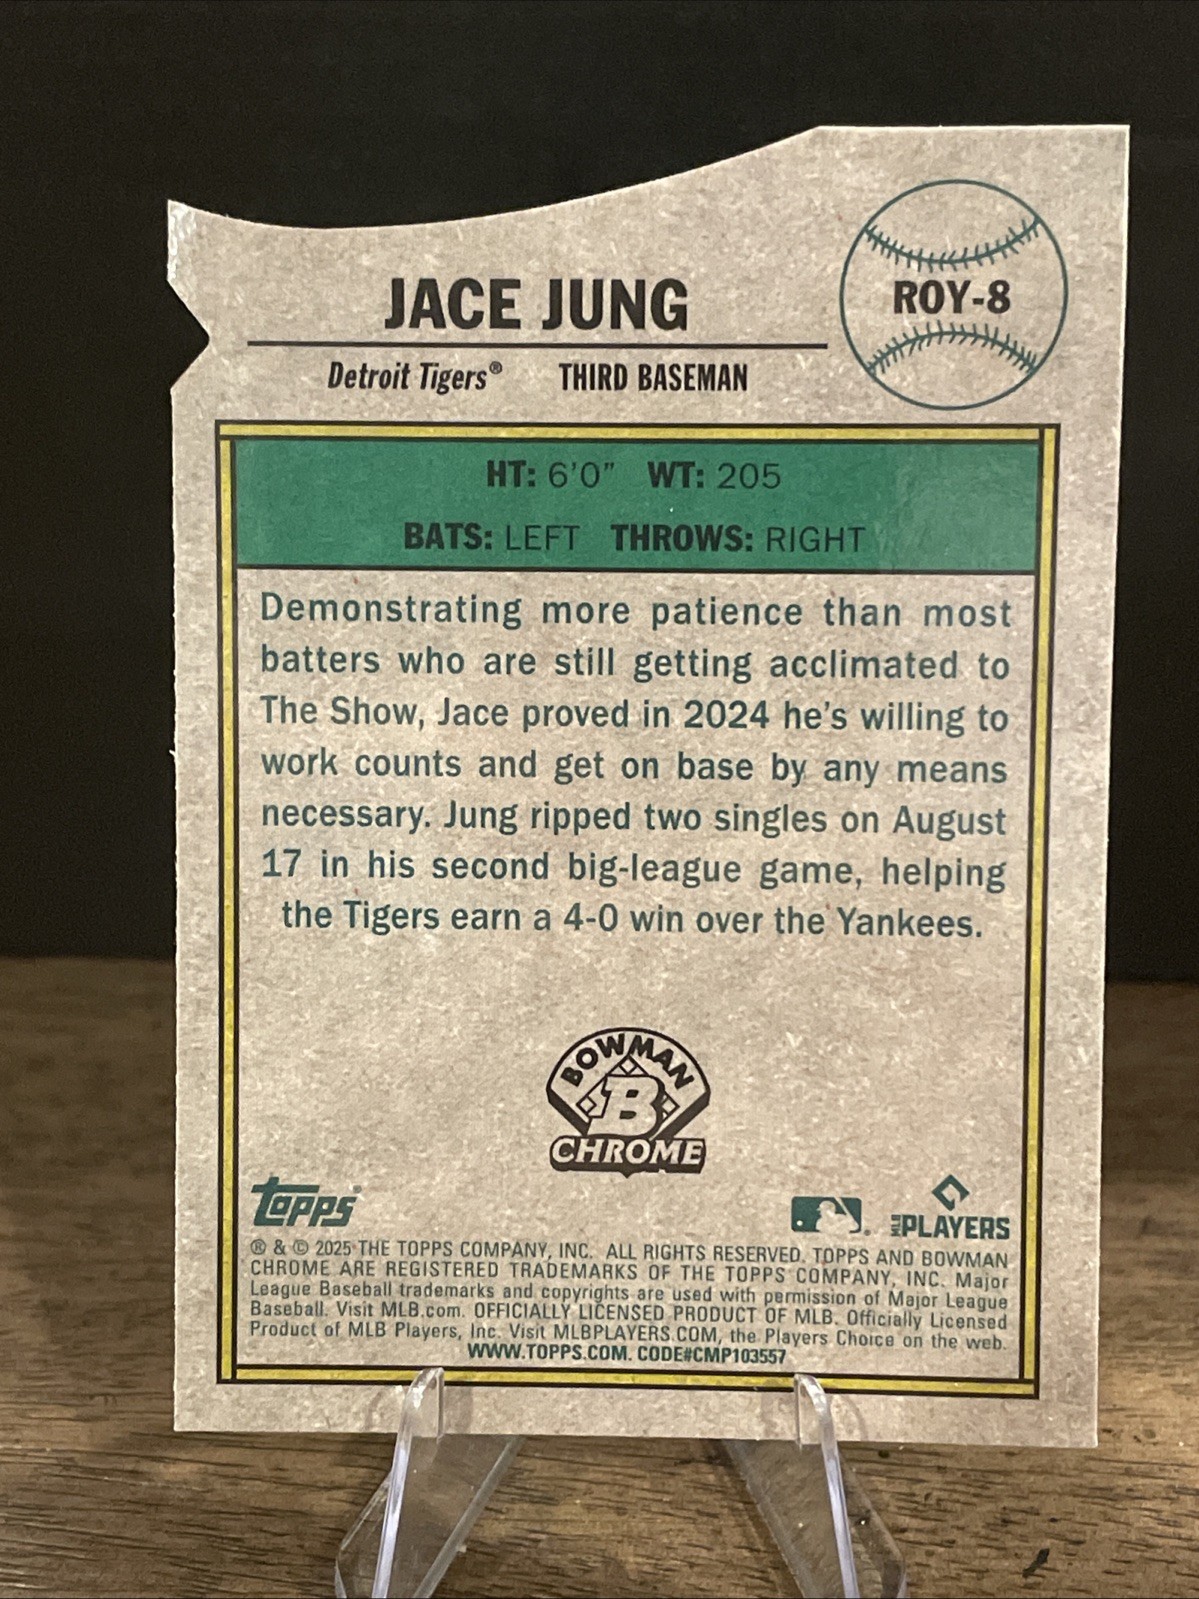 JACE JUNG
ROY-8
Detroit Tigers® THIRD BASEMAN
HT: 6'0" WT: 205
BATS: LEFT THROWS: RIGHT
Demonstrating more patience than most
batters who are still getting acclimated to
The Show, Jace proved in 2024 he's willing to
work counts and get on base by any means
necessary. Jung ripped two singles on August
17 in his second big-league game, helping
the Tigers earn a 4-0 win over the Yankees.
BOWMAN
B
CHROME
Topps®
MLB PLAYERS
® & © 2025 THE TOPPS COMPANY, INC. ALL RIGHTS RESERVED. TOPPS AND BOWMAN
CHROME ARE REGISTERED TRADEMARKS OF THE TOPPS COMPANY, INC. Major
League Baseball trademarks and copyrights are used with permission of Major League
Baseball. Visit MLB.com. OFFICIALLY LICENSED PRODUCT OF MLB. Officially Licensed
Product of MLB Players, Inc. Visit MLBPLAYERS.COM, the Players Choice on the web.
WWW.TOPPS.COM. CODE#CMP103557